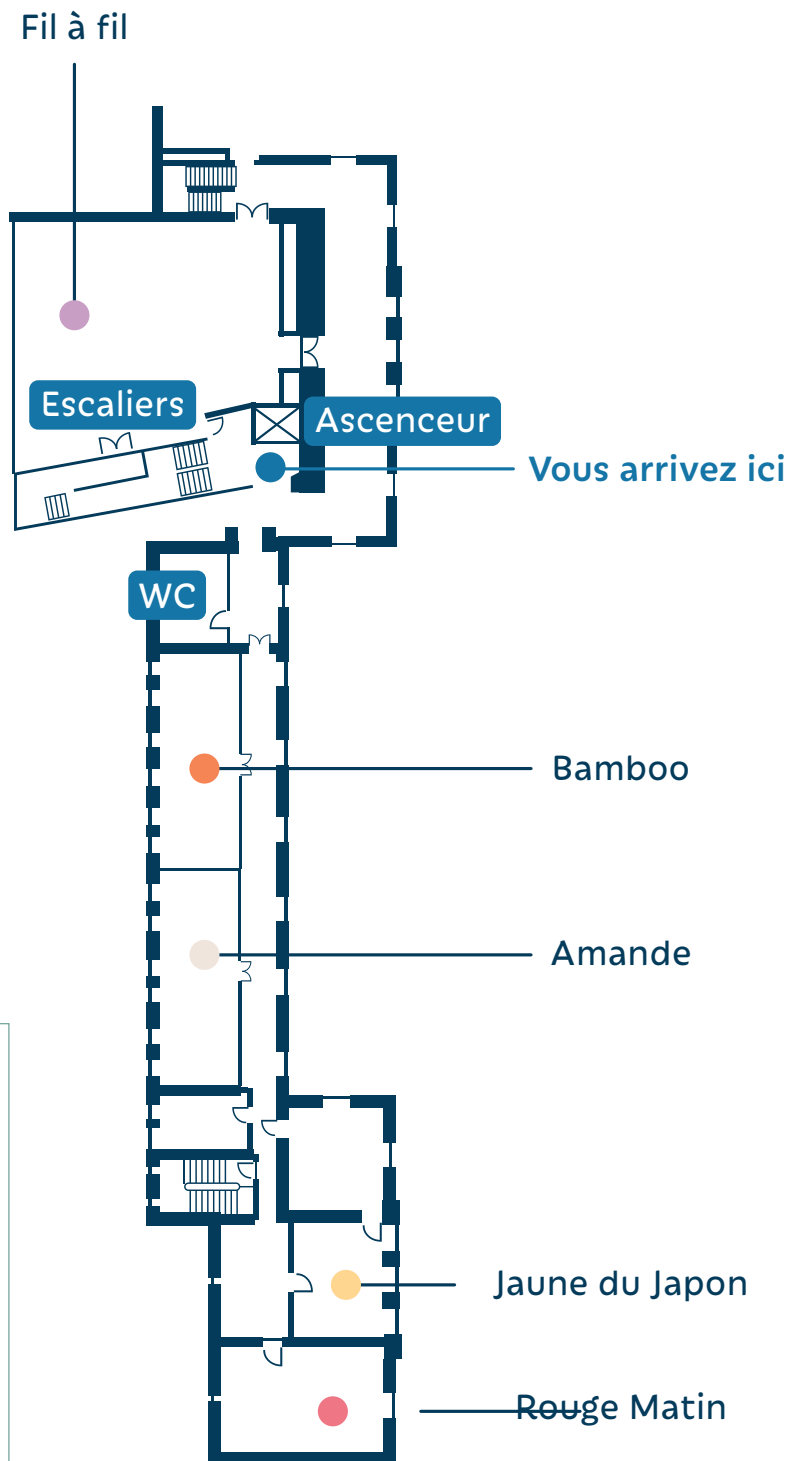 Fil à fil
Escaliers
Ascenceur
Vous arrivez ici
WC
Bamboo
Amande
Jaune du Japon
Rouge Matin